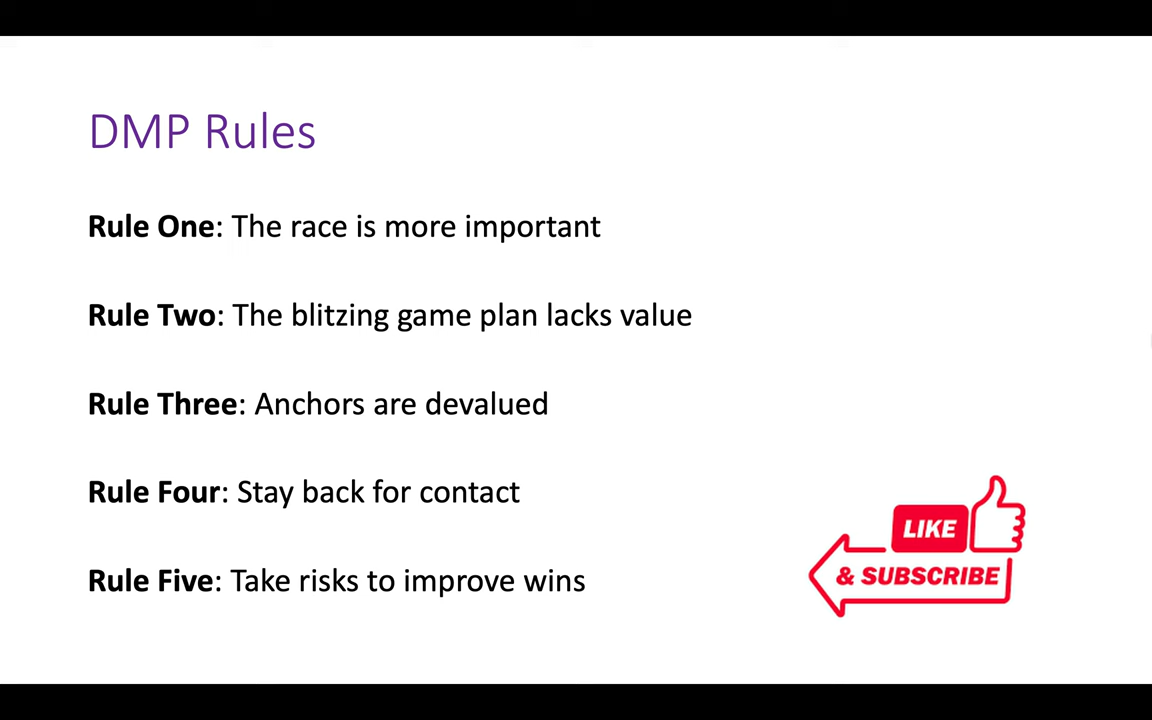 DMP Rules
Rule One: The race is more important
Rule Two: The blitzing game plan lacks value
Rule Three: Anchors are devalued
Rule Four: Stay back for contact
Rule Five: Take risks to improve wins
LIKE
& SUBSCRIBE